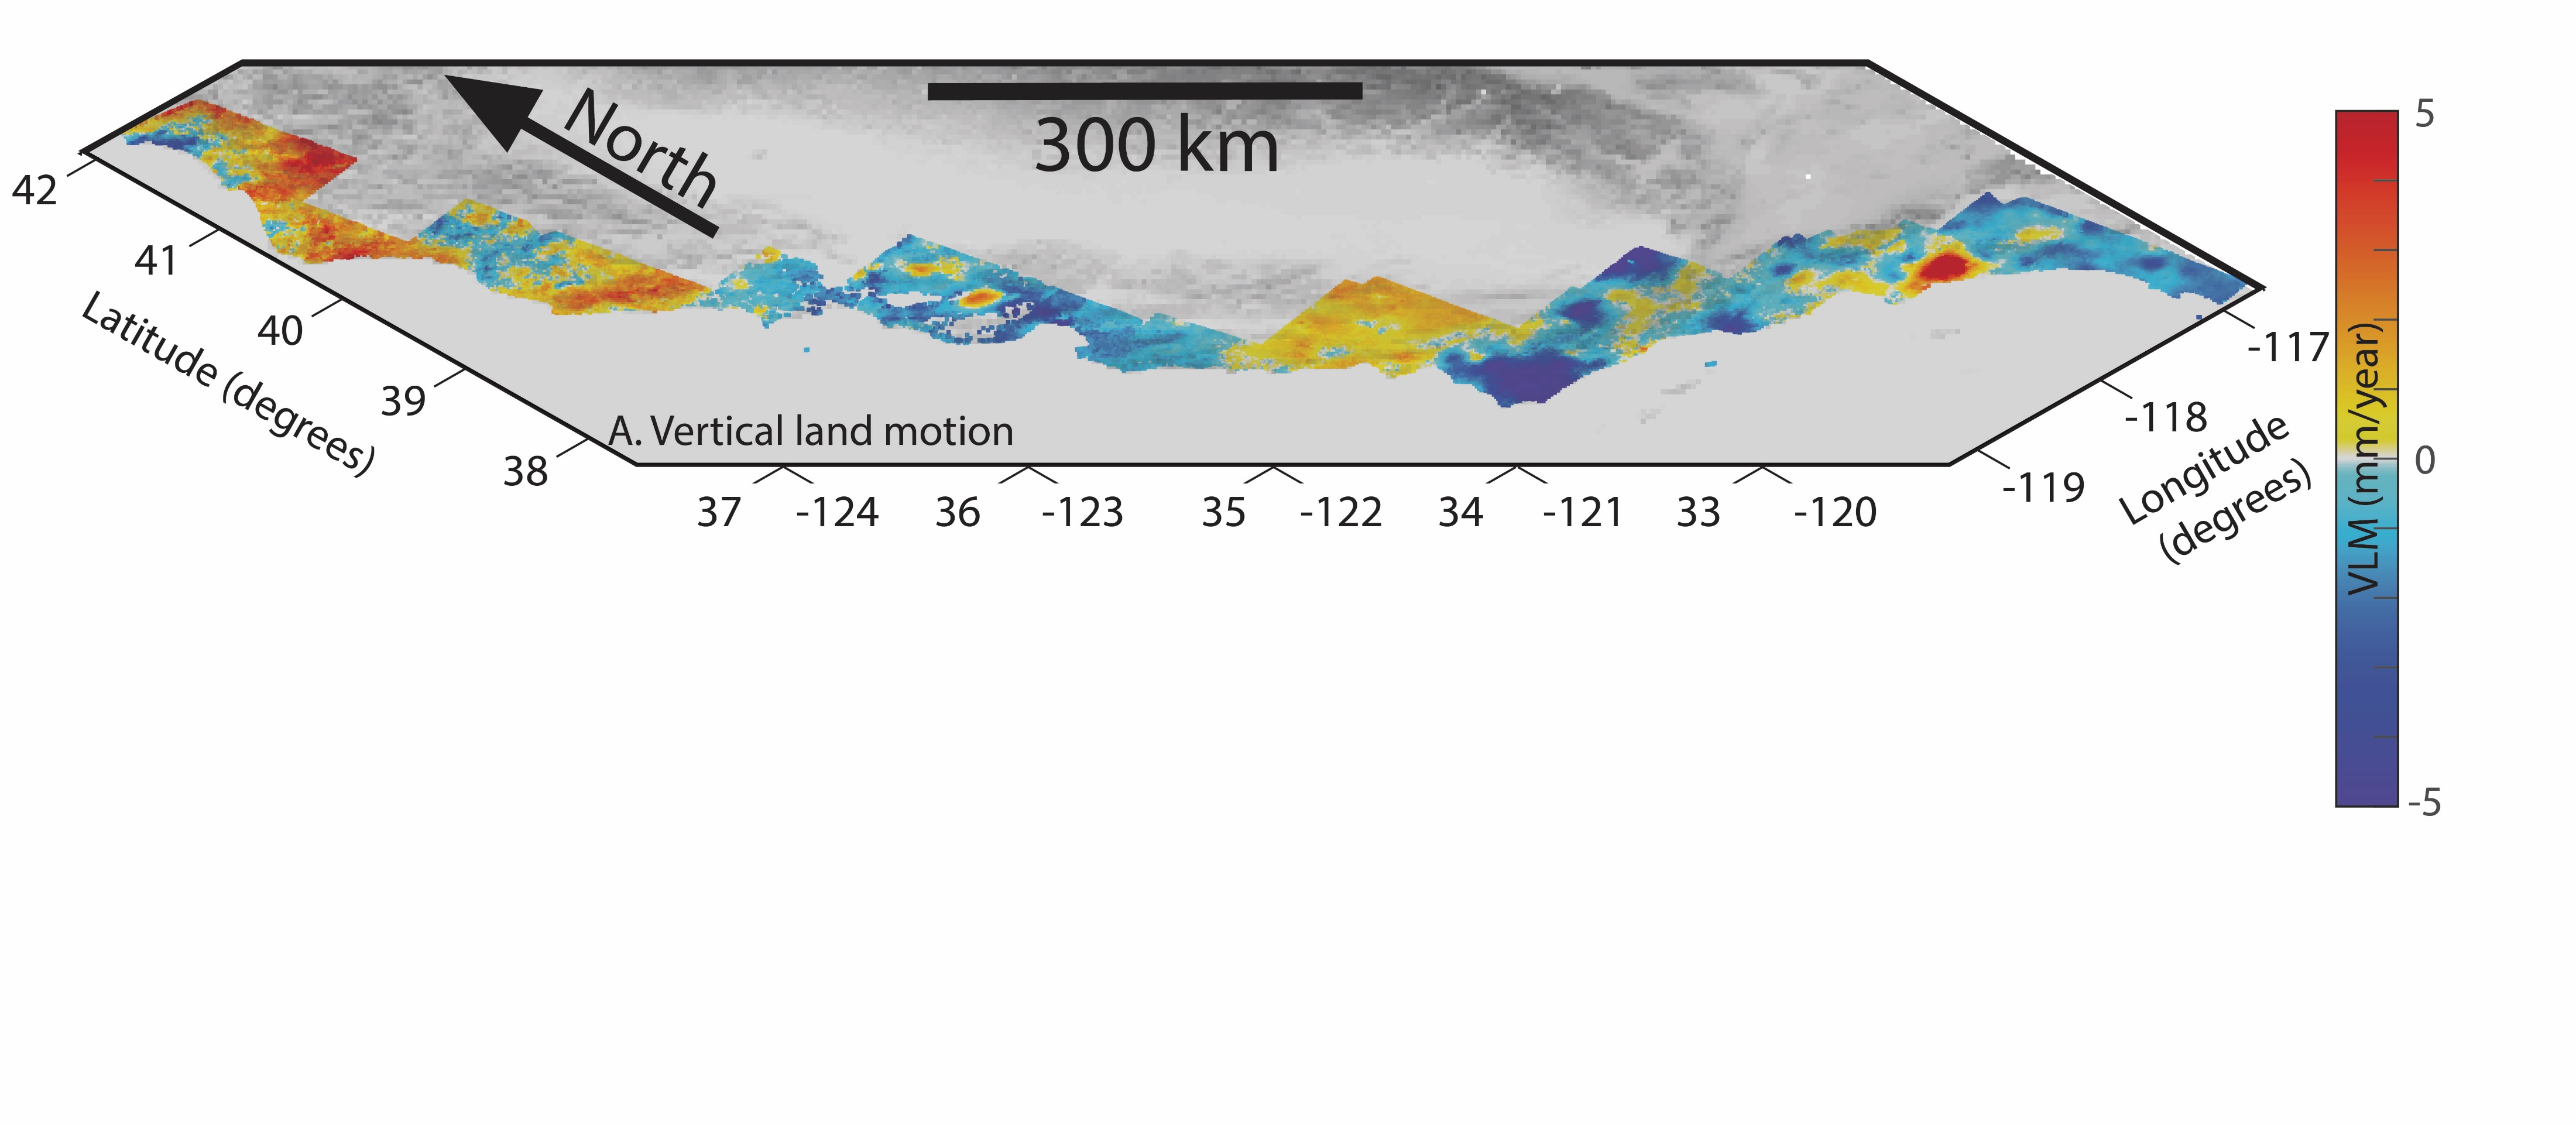 North
300 km
42
41
40
39
38
Latitude (degrees)
A. Vertical land motion
37 -124 36 -123 35 -122 34 -121 33 -120
-119
-118
-117
Longitude
(degrees)
5
0
-5
VLM (mm/year)